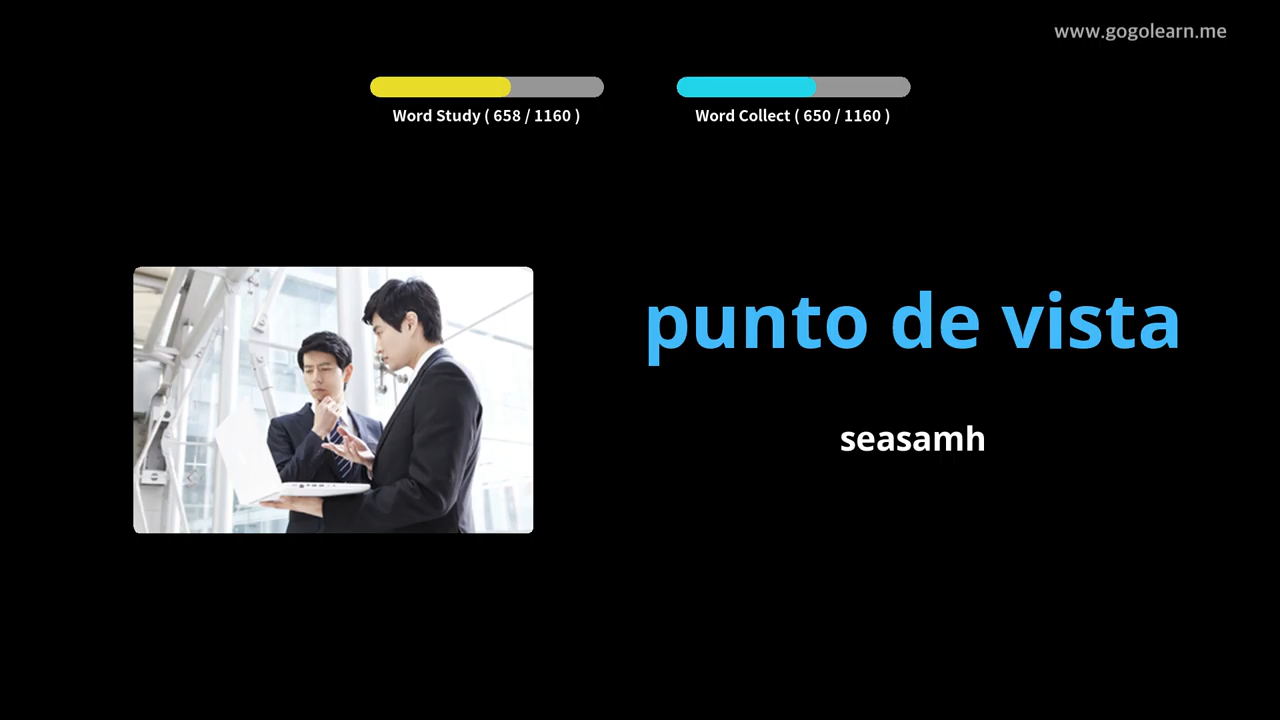 www.gogolearn.me
Word Study ( 658 / 1160 )
Word Collect ( 650 / 1160 )
punto de vista
seasamh